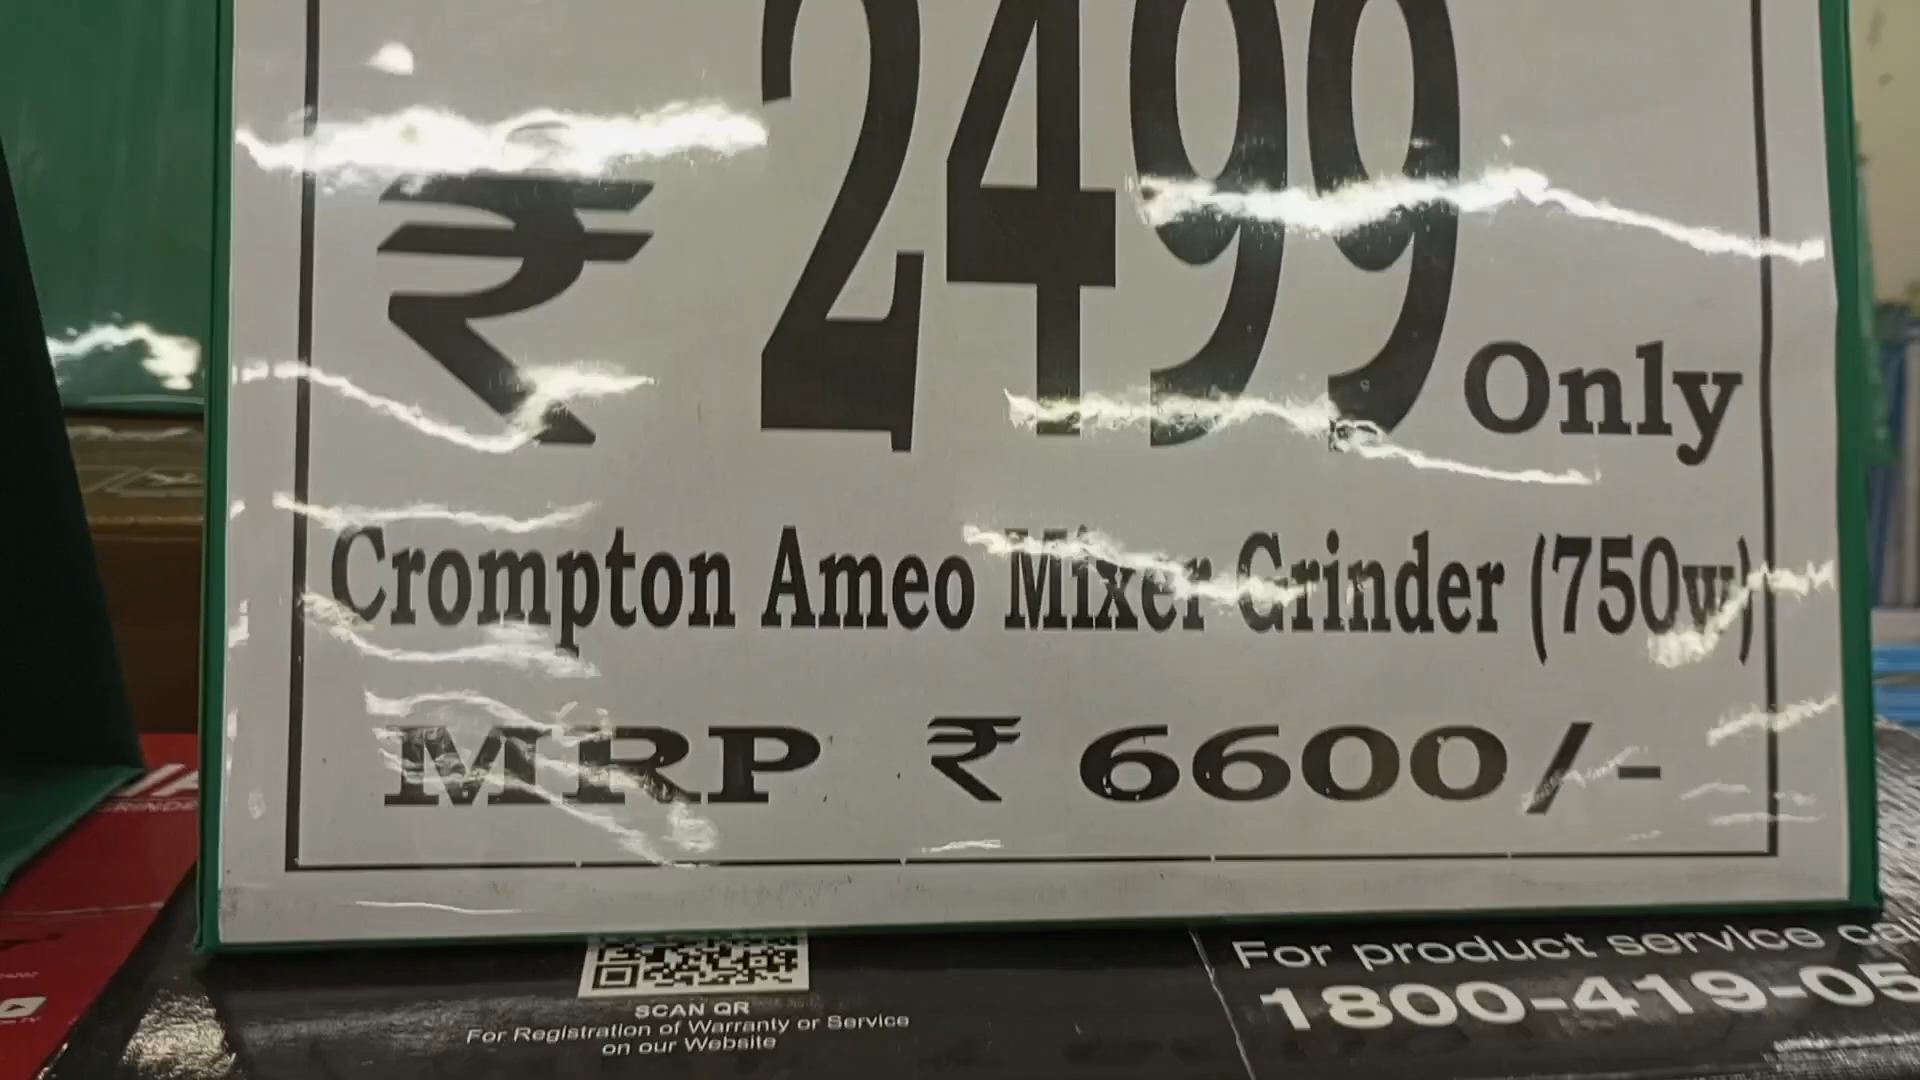 ₹ 2499 Only
Crompton Ameo Mixer Grinder (750w)
MRP ₹ 6600/-
SCAN QR
For Registration of Warranty or Service
on our Website
For product service
1800-419-05